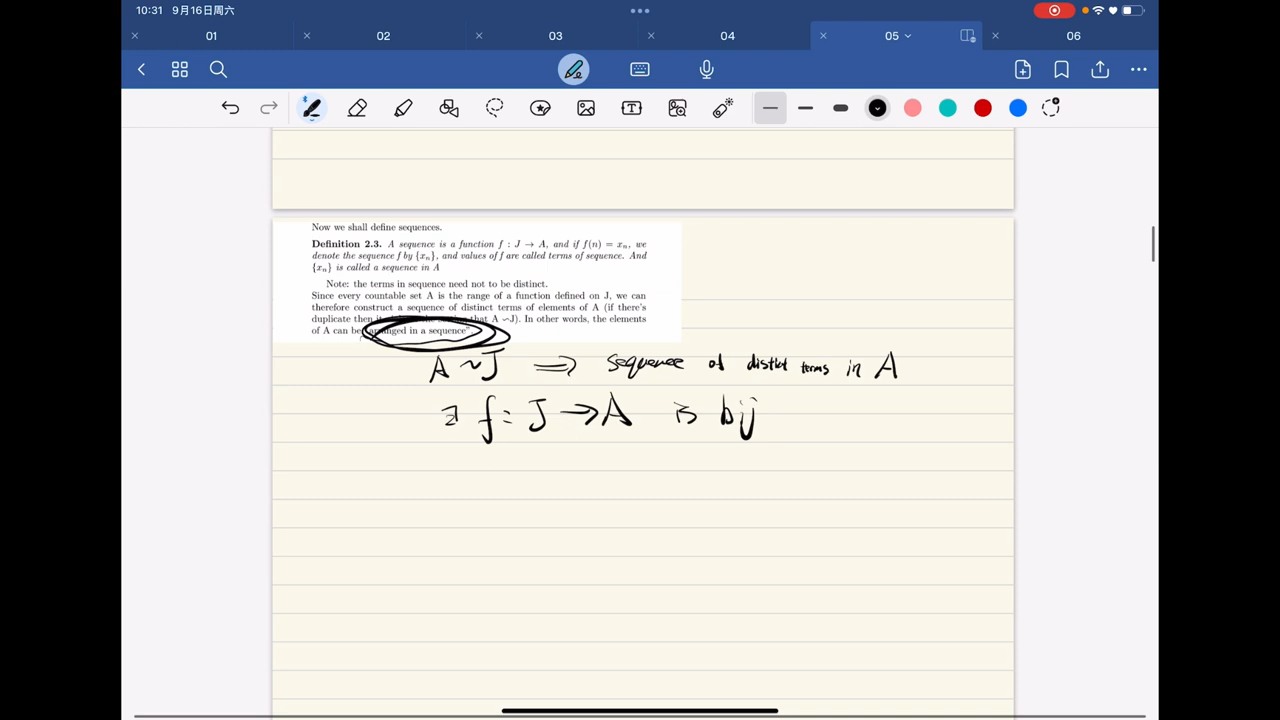 10:31 9月16日周六
01 02 03 04 05 06
Now we shall define sequences.
Definition 2.3. A sequence is a function f : J → A, and if f(n) = xₙ, we
denote the sequence f by {xₙ}, and values of f are called terms of sequence. And
{xₙ} is called a sequence in A
Note: the terms in sequence need not to be distinct.
Since every countable set A is the range of a function defined on J, we can
therefore construct a sequence of distinct terms of elements of A (if there's
duplicate then that A ∽J). In other words, the elements
of A can be "arranged in a sequence".
A ~ J ⟹ sequence of distict terms in A
∃ f : J → A is bij